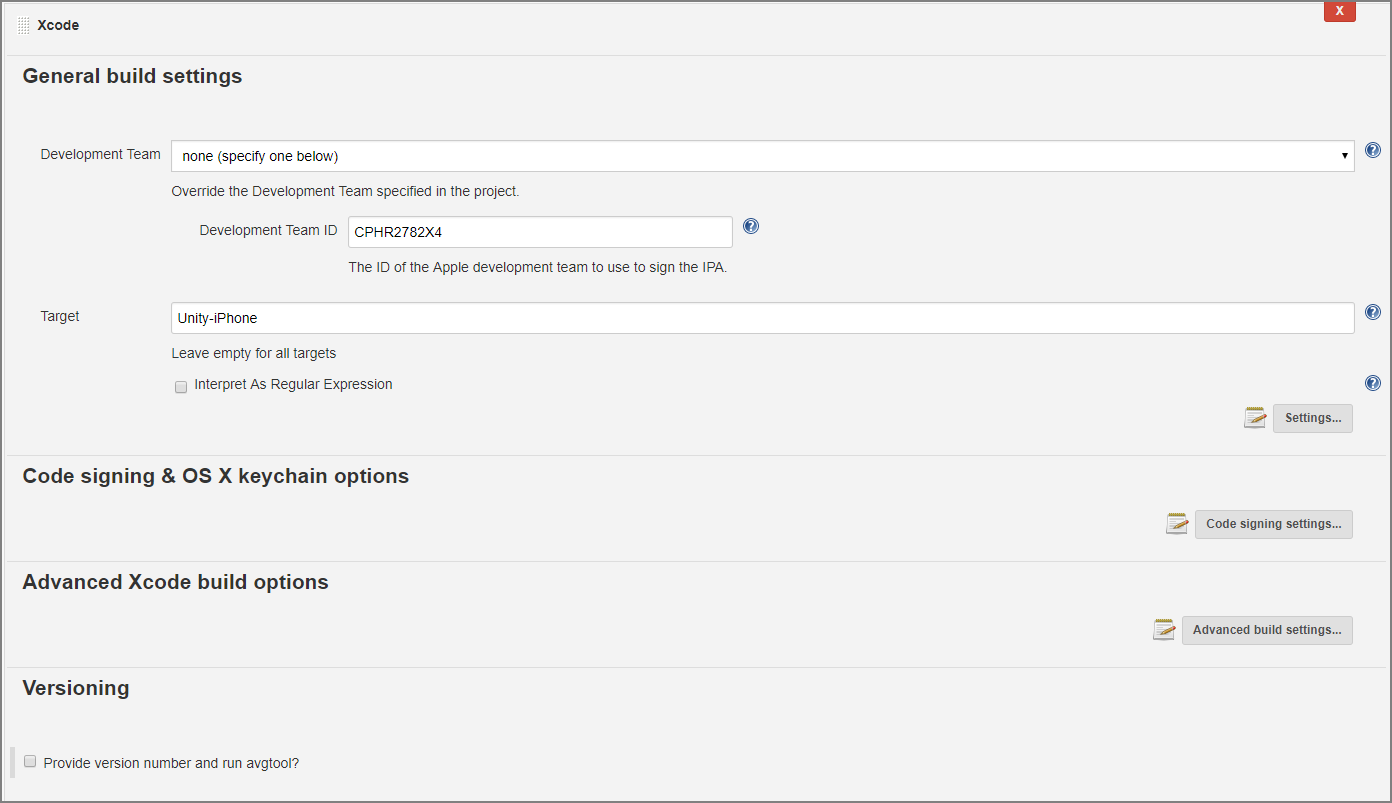 Xcode
X
General build settings
Development Team
none (specify one below)
Override the Development Team specified in the project.
Development Team ID
CPHR2782X4
The ID of the Apple development team to use to sign the IPA.
Target
Unity-iPhone
Leave empty for all targets
Interpret As Regular Expression
Settings...
Code signing & OS X keychain options
Code signing settings...
Advanced Xcode build options
Advanced build settings...
Versioning
Provide version number and run avgtool?